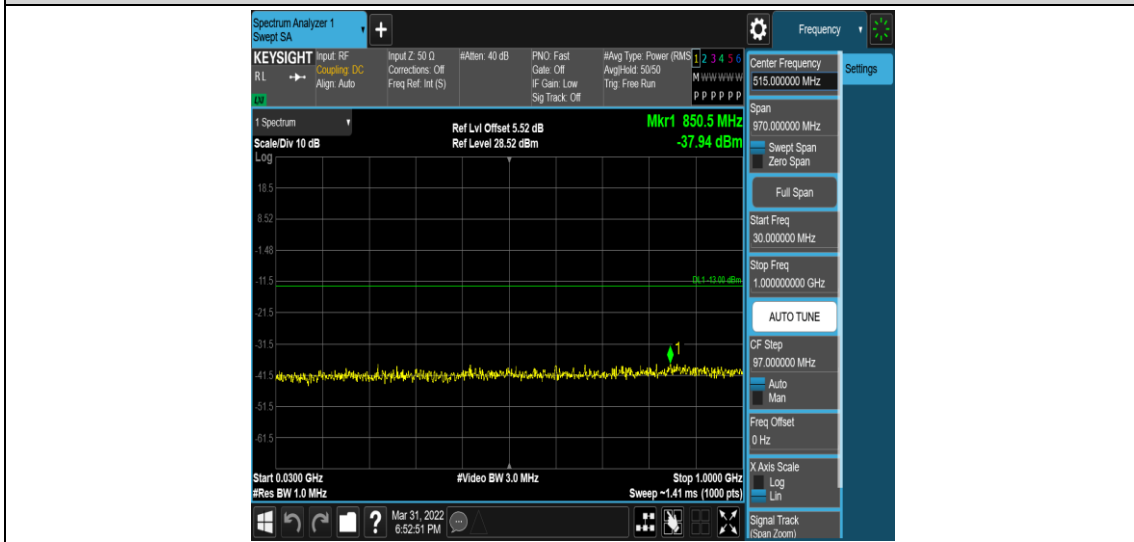 Spectrum Analyzer 1
Swept SA
Frequency
KEYSIGHT
RL
Input: RF
Coupling: DC
Align: Auto
Input Z: 50 Ω
Corrections: Off
Freq Ref: Int (S)
#Atten: 40 dB
PNO: Fast
Gate: Off
IF Gain: Low
Sig Track: Off
#Avg Type: Power (RMS
Avg|Hold: 50/50
Trig: Free Run
1 2 3 4 5 6
M W W W W W
P P P P P P
1 Spectrum
Scale/Div 10 dB
Log
Ref Lvl Offset 5.52 dB
Ref Level 28.52 dBm
Mkr1 850.5 MHz
-37.94 dBm
18.5
8.52
-1.48
-11.5
DL1 -13.00 dBm
-21.5
-31.5
1
-41.5
-51.5
-61.5
Start 0.0300 GHz
#Res BW 1.0 MHz
#Video BW 3.0 MHz
Stop 1.0000 GHz
Sweep ~1.41 ms (1000 pts)
Mar 31, 2022
6:52:51 PM
Center Frequency
515.000000 MHz
Settings
Span
970.000000 MHz
Swept Span
Zero Span
Full Span
Start Freq
30.000000 MHz
Stop Freq
1.000000000 GHz
AUTO TUNE
CF Step
97.000000 MHz
Auto
Man
Freq Offset
0 Hz
X Axis Scale
Log
Lin
Signal Track
(Span Zoom)